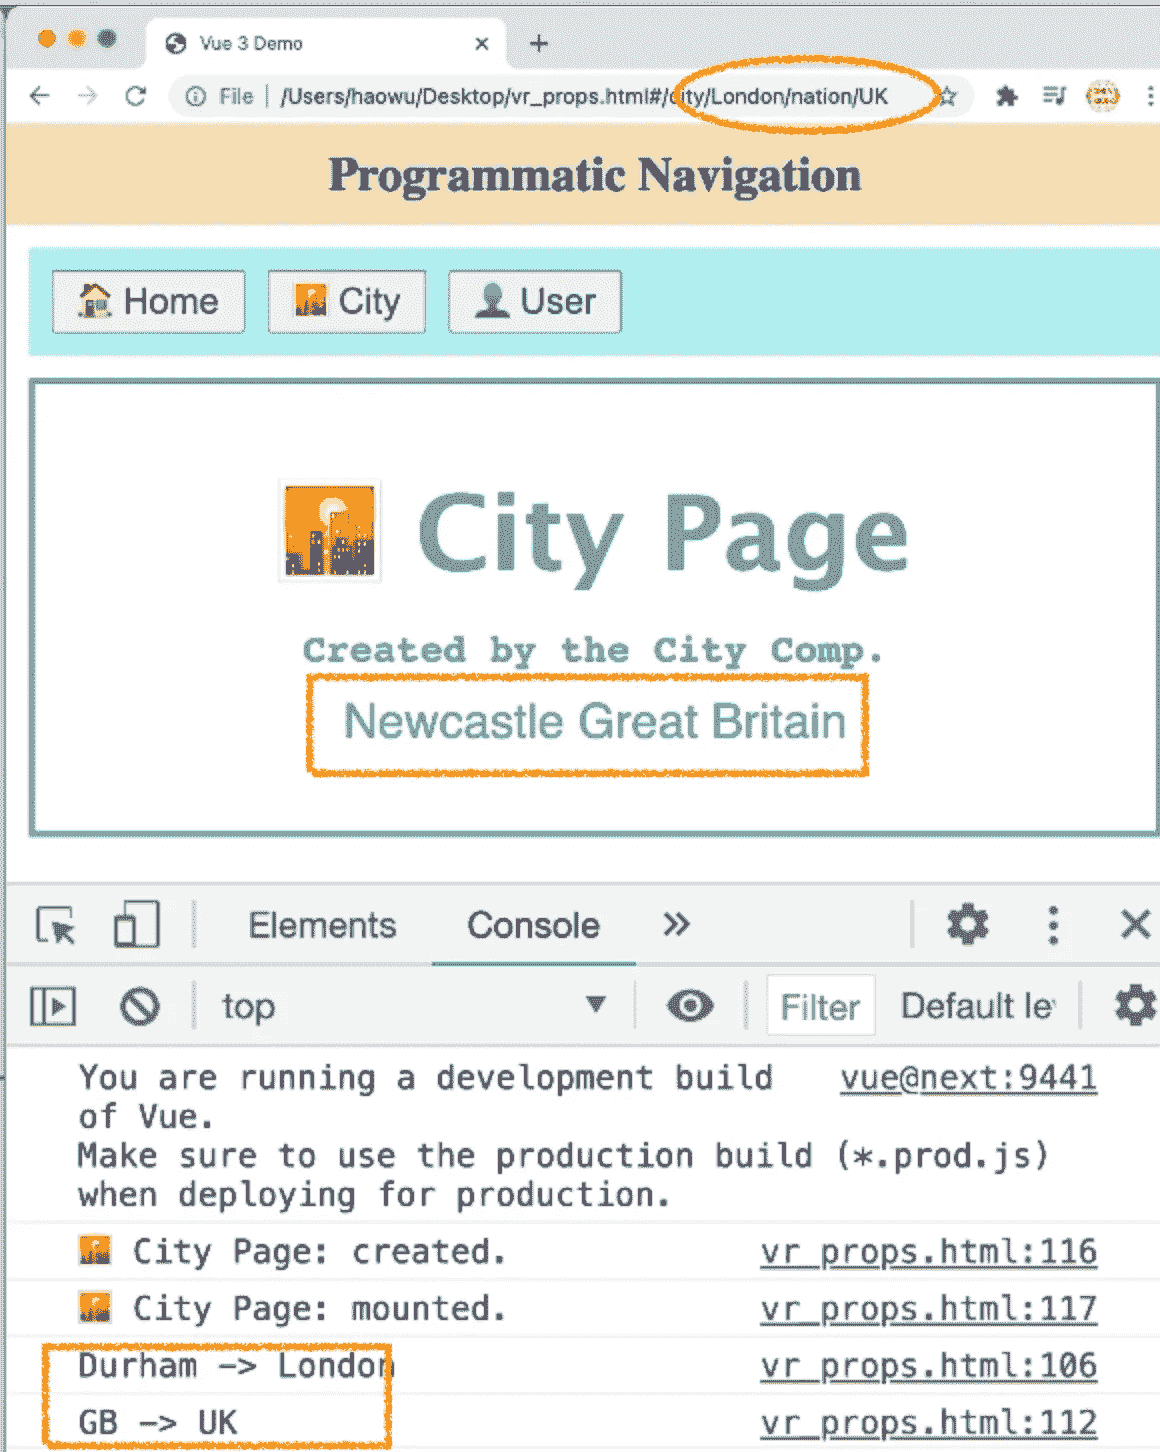 Vue 3 Demo
File | /Users/haowu/Desktop/vr_props.html#/city/London/nation/UK
Programmatic Navigation
Home City User
City Page
Created by the City Comp.
Newcastle Great Britain
Elements Console »
top Filter Default le
You are running a development build vue@next:9441
of Vue.
Make sure to use the production build (*.prod.js)
when deploying for production.
City Page: created. vr_props.html:116
City Page: mounted. vr_props.html:117
Durham -> London vr_props.html:106
GB -> UK vr_props.html:112